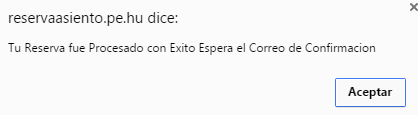 reservaasiento.pe.hu dice:
Tu Reserva fue Procesado con Exito Espera el Correo de Confirmacion
Aceptar